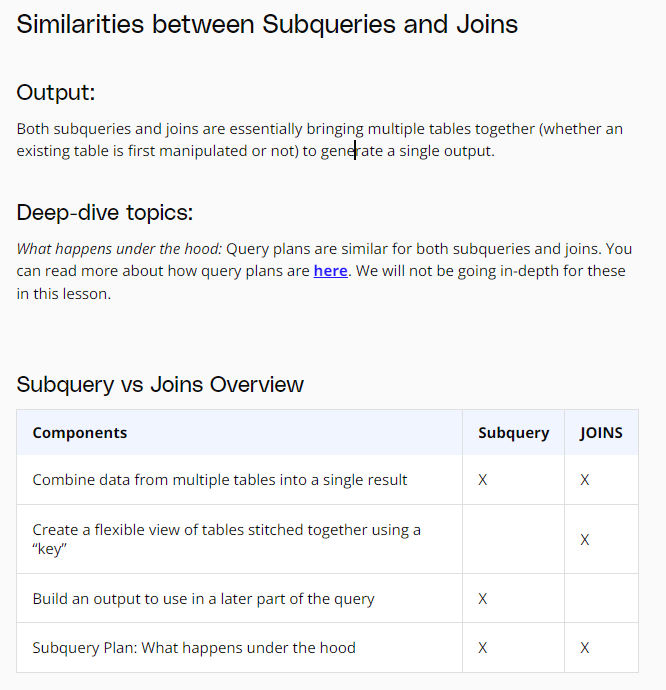 Similarities between Subqueries and Joins
Output:
Both subqueries and joins are essentially bringing multiple tables together (whether an
existing table is first manipulated or not) to generate a single output.
Deep-dive topics:
What happens under the hood: Query plans are similar for both subqueries and joins. You
can read more about how query plans are here. We will not be going in-depth for these
in this lesson.
Subquery vs Joins Overview
Components Subquery JOINS
Combine data from multiple tables into a single result X X
Create a flexible view of tables stitched together using a
“key” X
Build an output to use in a later part of the query X
Subquery Plan: What happens under the hood X X